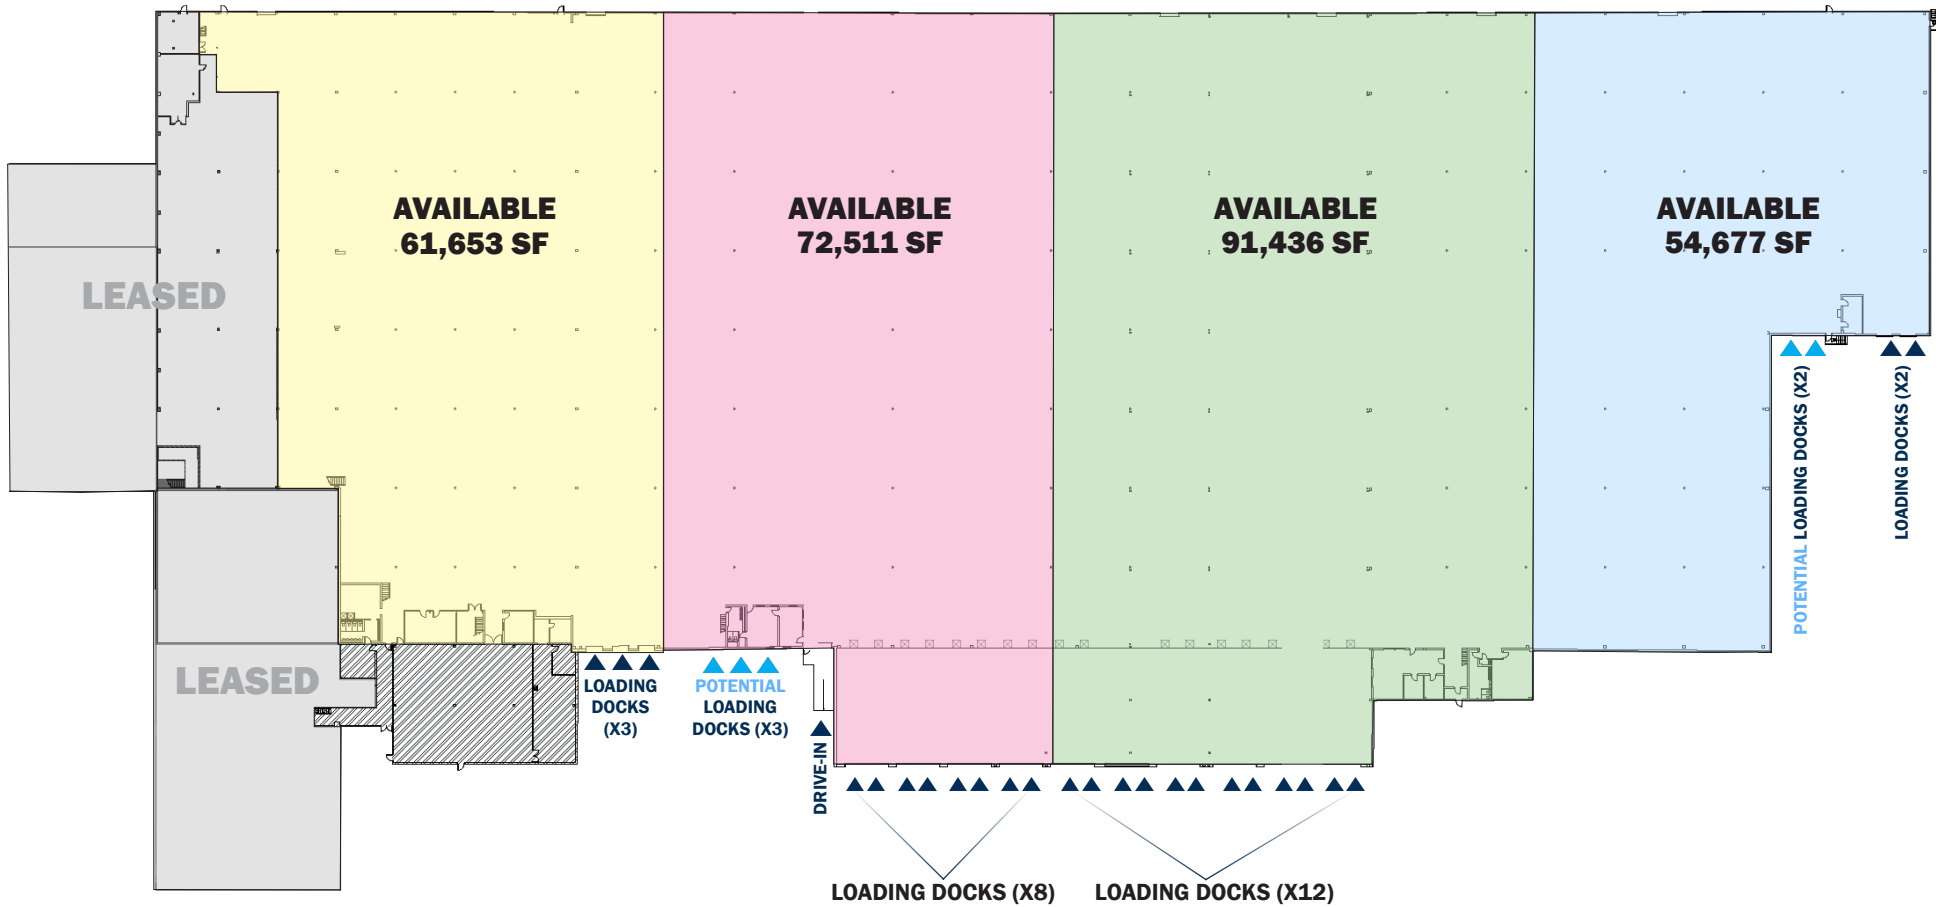 AVAILABLE
61,653 SF
AVAILABLE
72,511 SF
AVAILABLE
91,436 SF
AVAILABLE
54,677 SF
LEASED
LEASED
LOADING
DOCKS
(X3)
POTENTIAL
LOADING
DOCKS (X3)
DRIVE-IN
POTENTIAL LOADING DOCKS (X2)
LOADING DOCKS (X2)
LOADING DOCKS (X8)
LOADING DOCKS (X12)